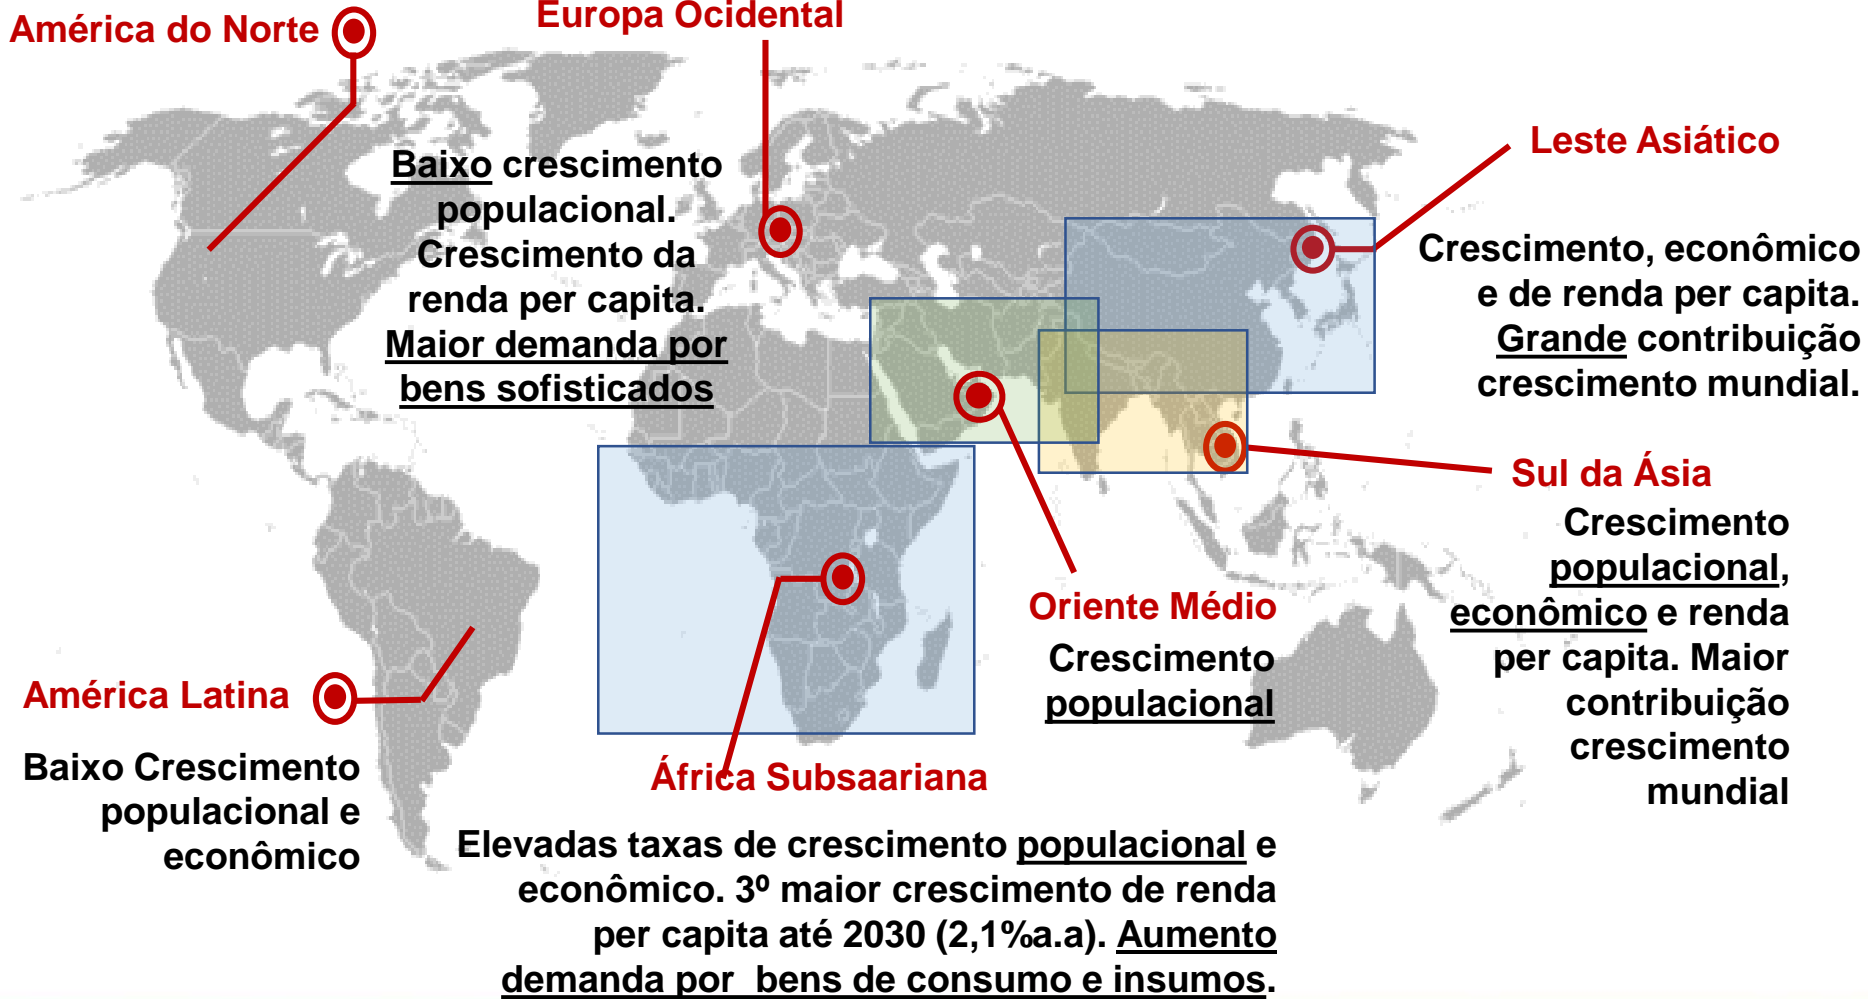 América do Norte
Europa Ocidental
Baixo crescimento
populacional.
Crescimento da
renda per capita.
Maior demanda por
bens sofisticados
Leste Asiático
Crescimento, econômico
e de renda per capita.
Grande contribuição
crescimento mundial.
Sul da Ásia
Crescimento
populacional,
econômico e renda
per capita. Maior
contribuição
crescimento
mundial
Oriente Médio
Crescimento
populacional
América Latina
Baixo Crescimento
populacional e
econômico
África Subsaariana
Elevadas taxas de crescimento populacional e
econômico. 3º maior crescimento de renda
per capita até 2030 (2,1%a.a). Aumento
demanda por  bens de consumo e insumos.